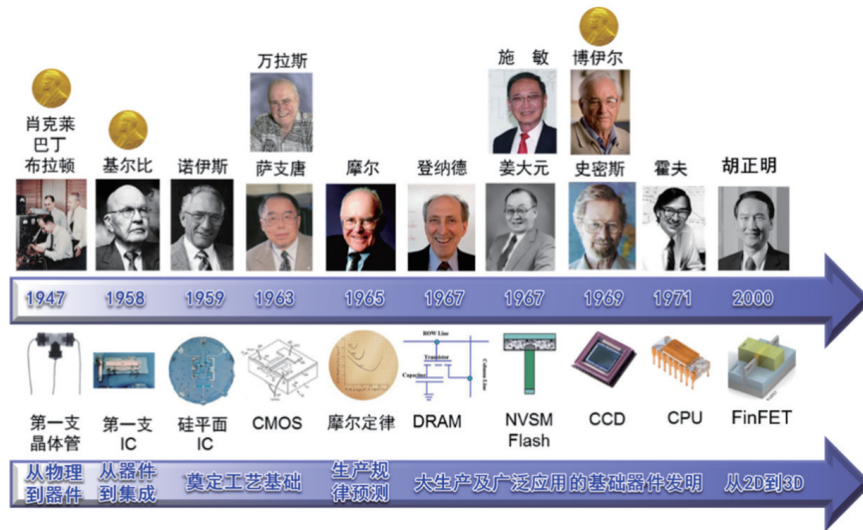 万拉斯
施 敏
博伊尔
肖克莱
巴丁
布拉顿
基尔比
诺伊斯
萨支唐
摩尔
登纳德
姜大元
史密斯
霍夫
胡正明
1947
1958
1959
1963
1965
1967
1967
1969
1971
2000
ROW Line
Transistor
Capacitor
Column Line
第一支
晶体管
第一支
IC
硅平面
IC
CMOS
摩尔定律
DRAM
NVSM
Flash
CCD
CPU
FinFET
从物理
到器件
从器件
到集成
奠定工艺基础
生产规
律预测
大生产及广泛应用的基础器件发明
从2D到3D